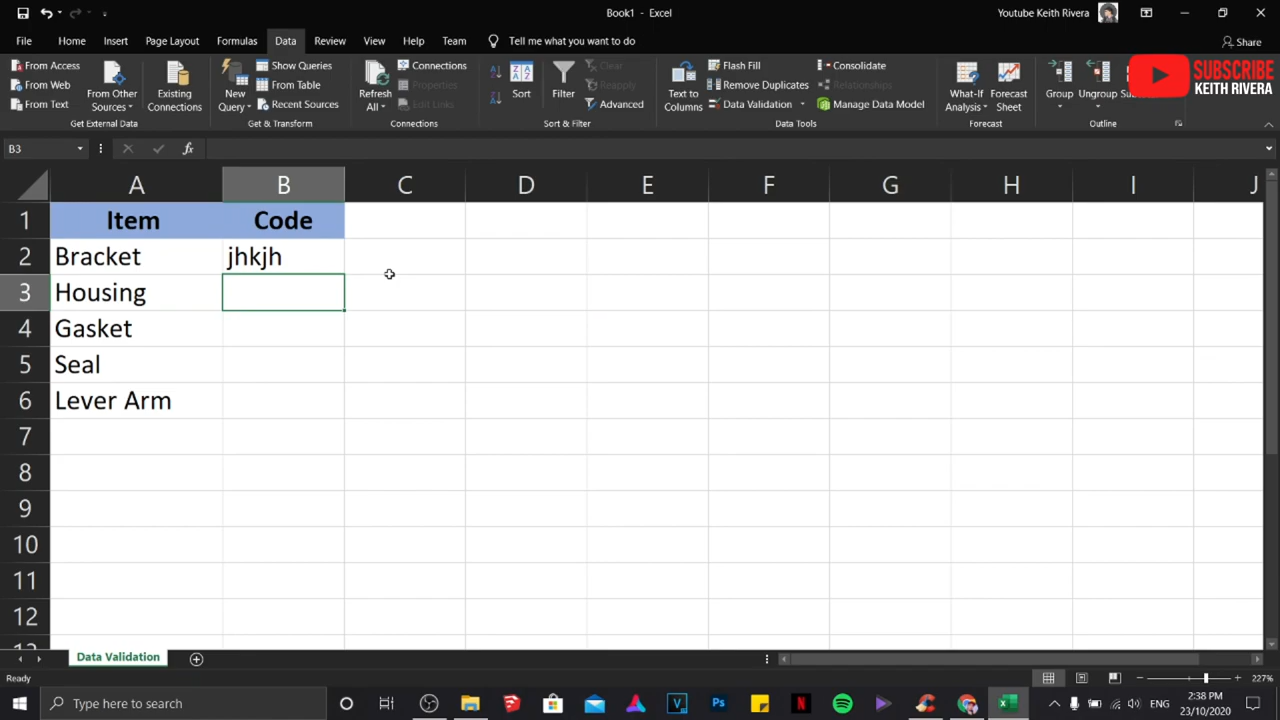 Book1 - Excel
Youtube Keith Rivera
File Home Insert Page Layout Formulas Data Review View Help Team Tell me what you want to do Share
From Access
From Web
From Text
From Other Sources
Existing Connections
Get External Data
New Query
Show Queries
From Table
Recent Sources
Get & Transform
Refresh All
Connections
Properties
Edit Links
Connections
Sort
Filter
Clear
Reapply
Advanced
Sort & Filter
Text to Columns
Flash Fill
Remove Duplicates
Data Validation
Consolidate
Relationships
Manage Data Model
Data Tools
What-If Analysis
Forecast Sheet
Forecast
Group
Ungroup
Outline
SUBSCRIBE
KEITH RIVERA
B3 fx
A B C D E F G H I J
1 Item Code
2 Bracket jhkjh
3 Housing
4 Gasket
5 Seal
6 Lever Arm
7
8
9
10
11
12
Data Validation
Ready 227%
Type here to search
2:38 PM
23/10/2020